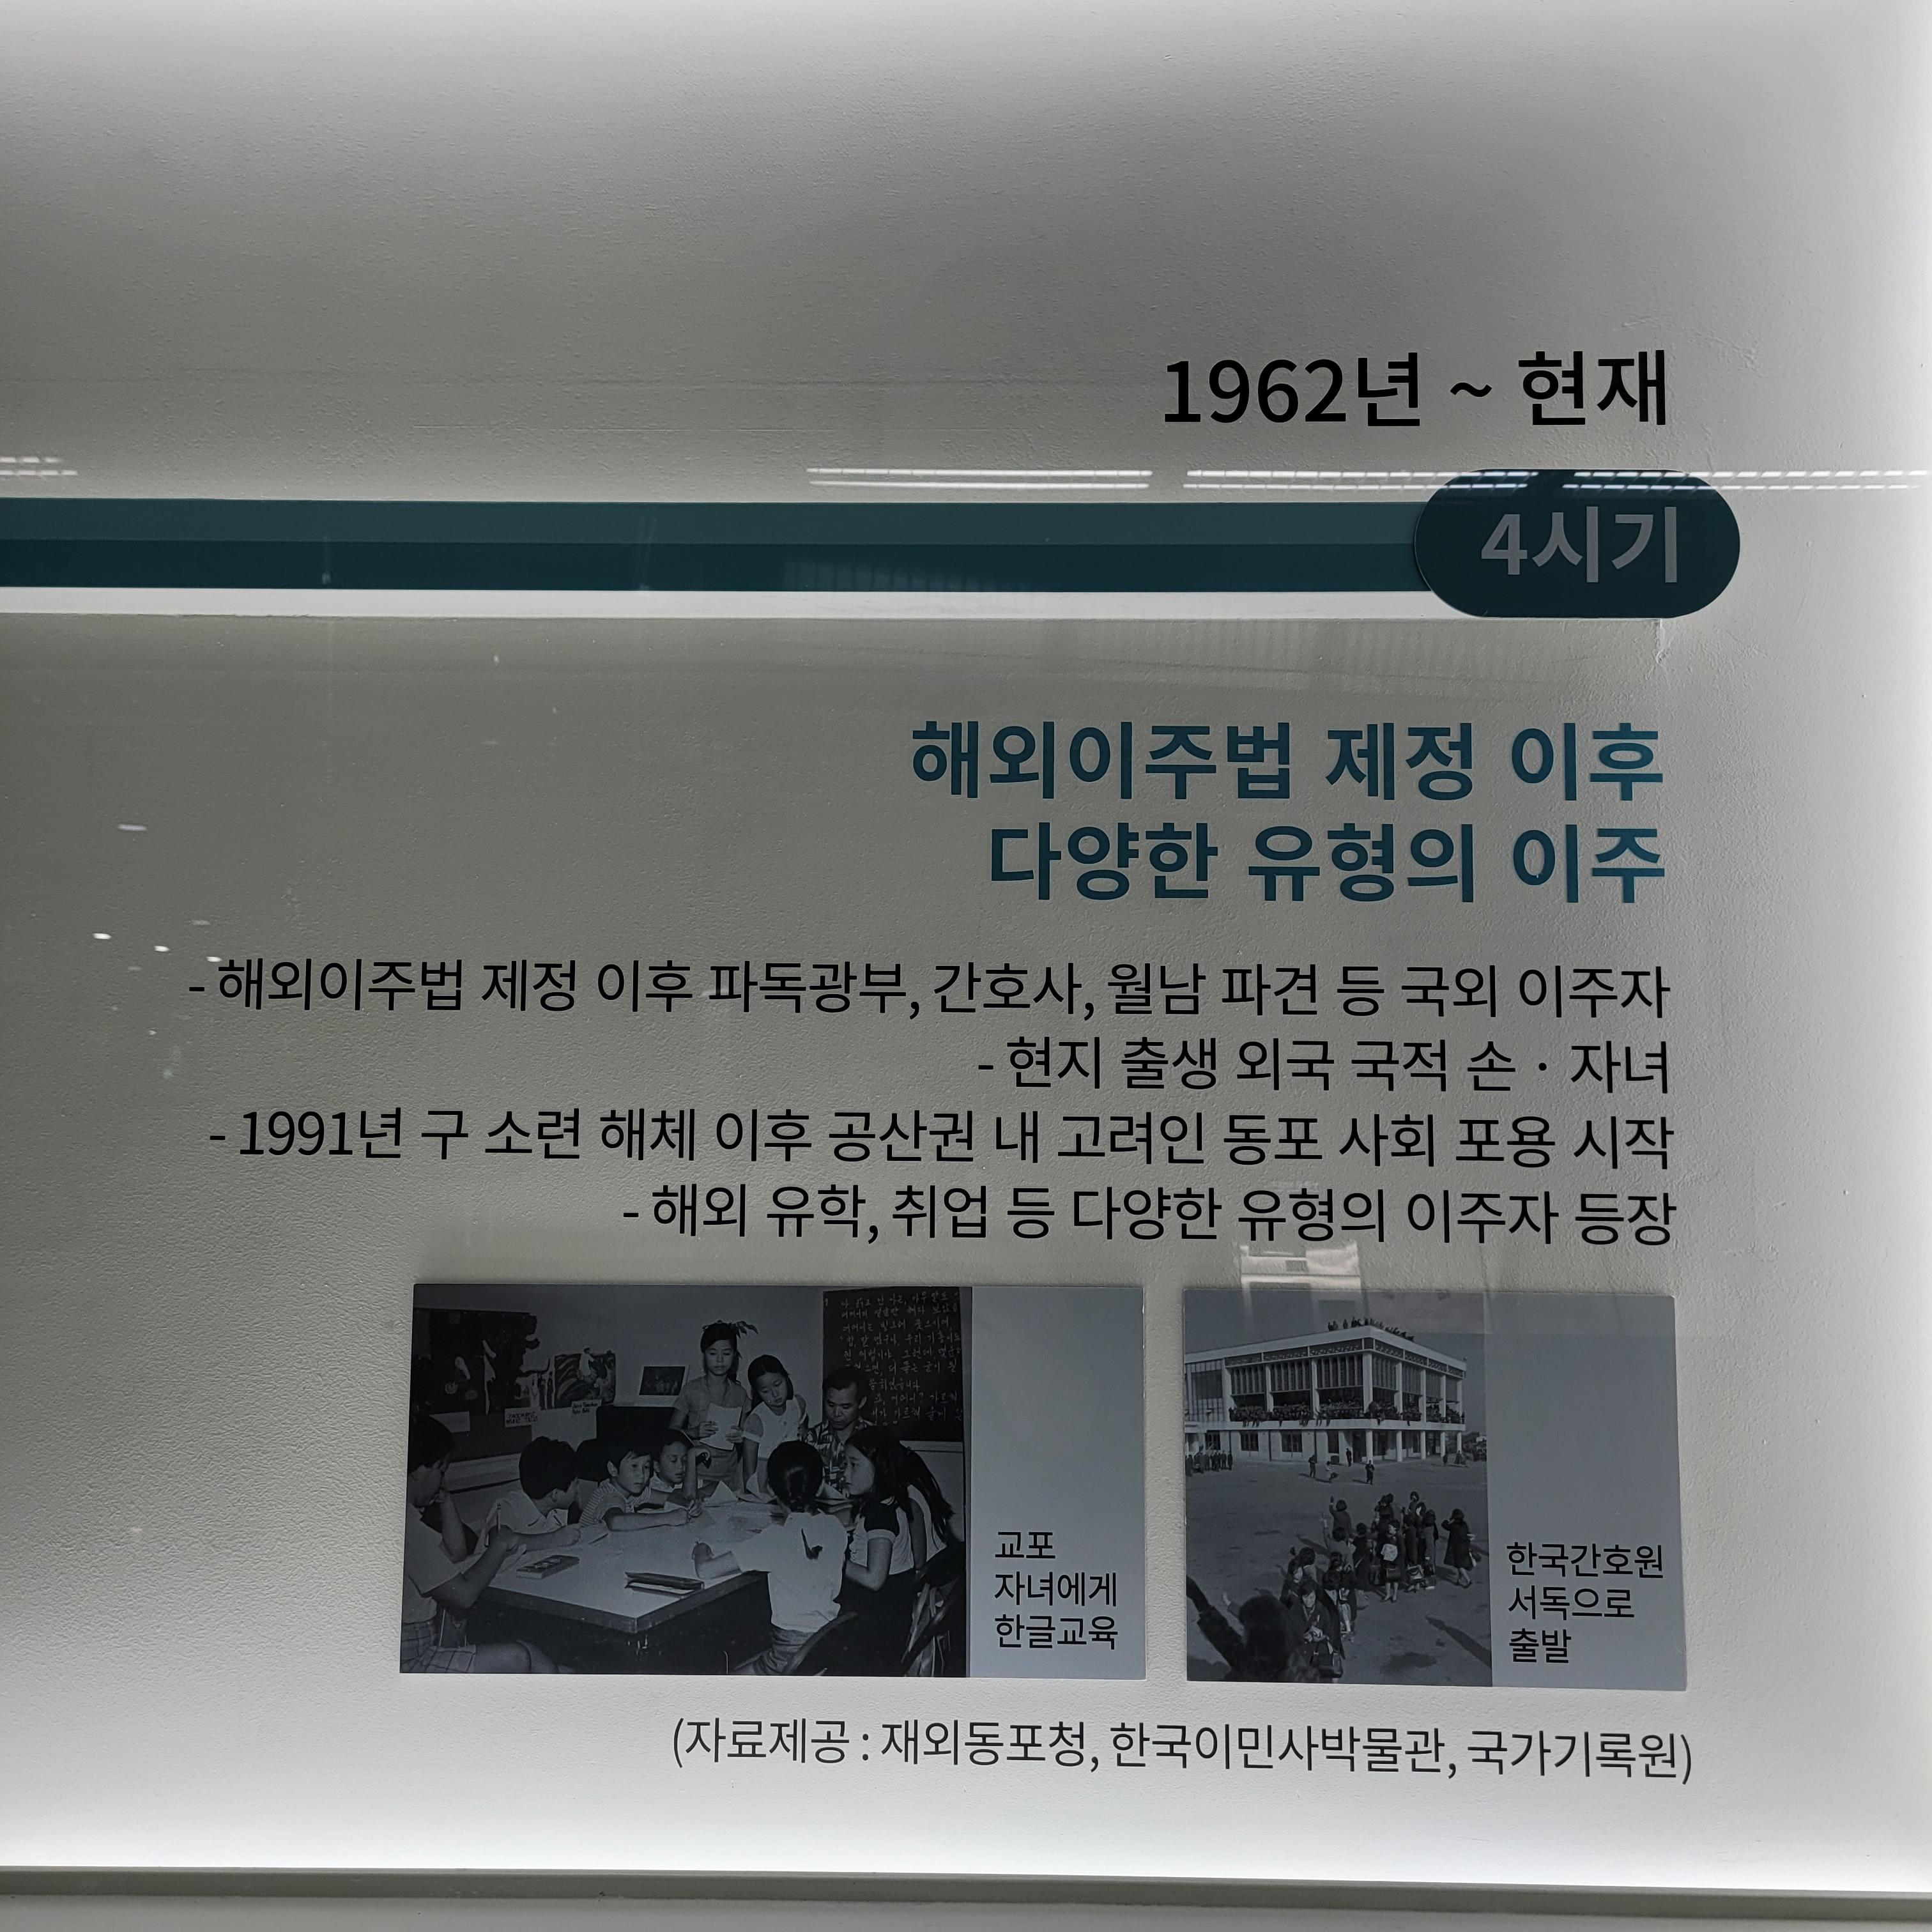 1962년 ~ 현재
4시기
해외이주법 제정 이후
다양한 유형의 이주
- 해외이주법 제정 이후 파독광부, 간호사, 월남 파견 등 국외 이주자
- 현지 출생 외국 국적 손 · 자녀
- 1991년 구 소련 해체 이후 공산권 내 고려인 동포 사회 포용 시작
- 해외 유학, 취업 등 다양한 유형의 이주자 등장
교포
자녀에게
한글교육
한국간호원
서독으로
출발
(자료제공 : 재외동포청, 한국이민사박물관, 국가기록원)